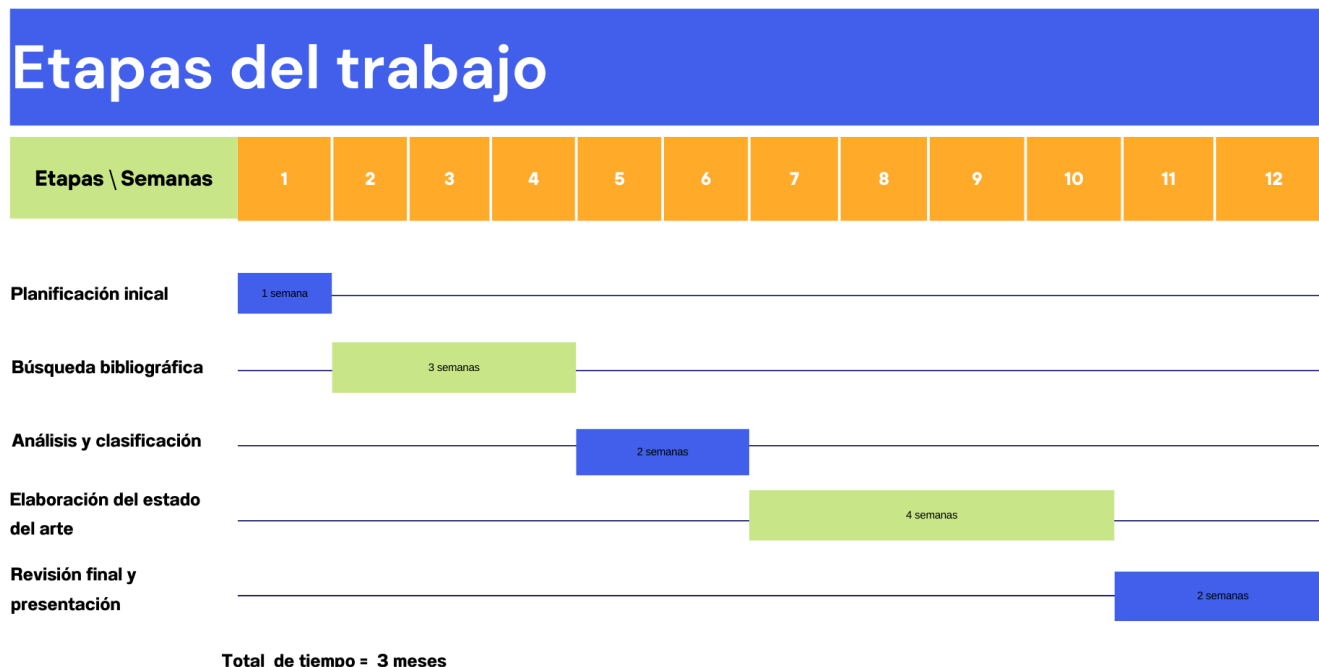 Etapas del trabajo
Etapas \ Semanas 1 2 3 4 5 6 7 8 9 10 11 12
Planificación inical 1 semana
Búsqueda bibliográfica 3 semanas
Análisis y clasificación 2 semanas
Elaboración del estado
del arte
4 semanas
Revisión final y
presentación
2 semanas
Total de tiempo = 3 meses